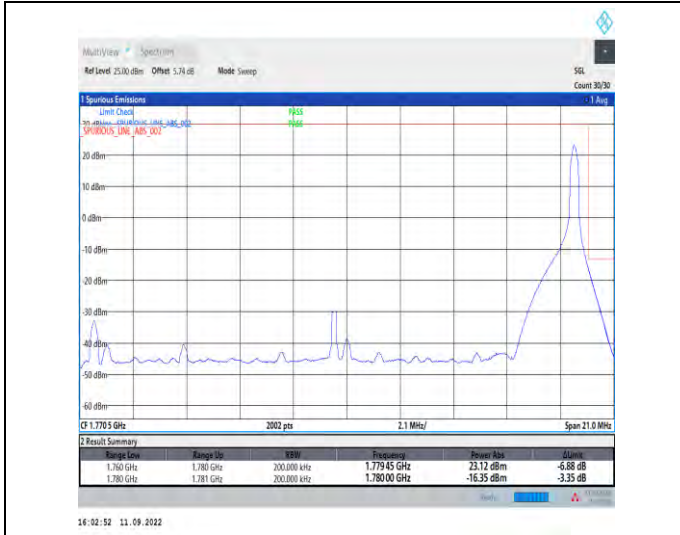 MultiView Spectrum
Ref Level 25.00 dBm Offset 5.74 dB Mode Sweep SGL
Count 30/30
1 Spurious Emissions 1 Avg
Limit Check PASS
PASS
_SPURIOUS_LINE_ABS_002
20 dBm
10 dBm
0 dBm
-10 dBm
-20 dBm
-30 dBm
-40 dBm
-50 dBm
-60 dBm
CF 1.770 5 GHz 2002 pts 2.1 MHz/ Span 21.0 MHz
2 Result Summary
Range Low Range Up RBW Frequency Power Abs ΔLimit
1.760 GHz 1.780 GHz 200.000 kHz 1.779 45 GHz 23.12 dBm -6.88 dB
1.780 GHz 1.781 GHz 200.000 kHz 1.780 00 GHz -16.35 dBm -3.35 dB
Ready
16:02:52 11.09.2022